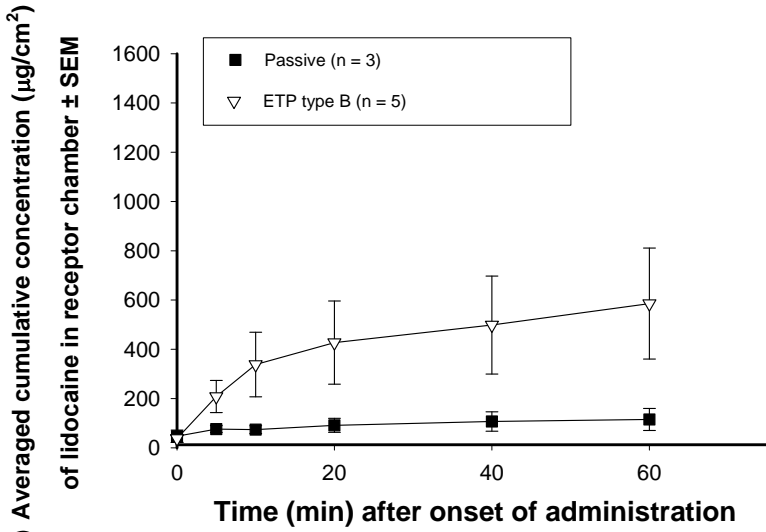 Averaged cumulative concentration (μg/cm²)
of lidocaine in receptor chamber ± SEM
1600
1400
1200
1000
800
600
400
200
0
Passive (n = 3)
ETP type B (n = 5)
0
20
40
60
Time (min) after onset of administration